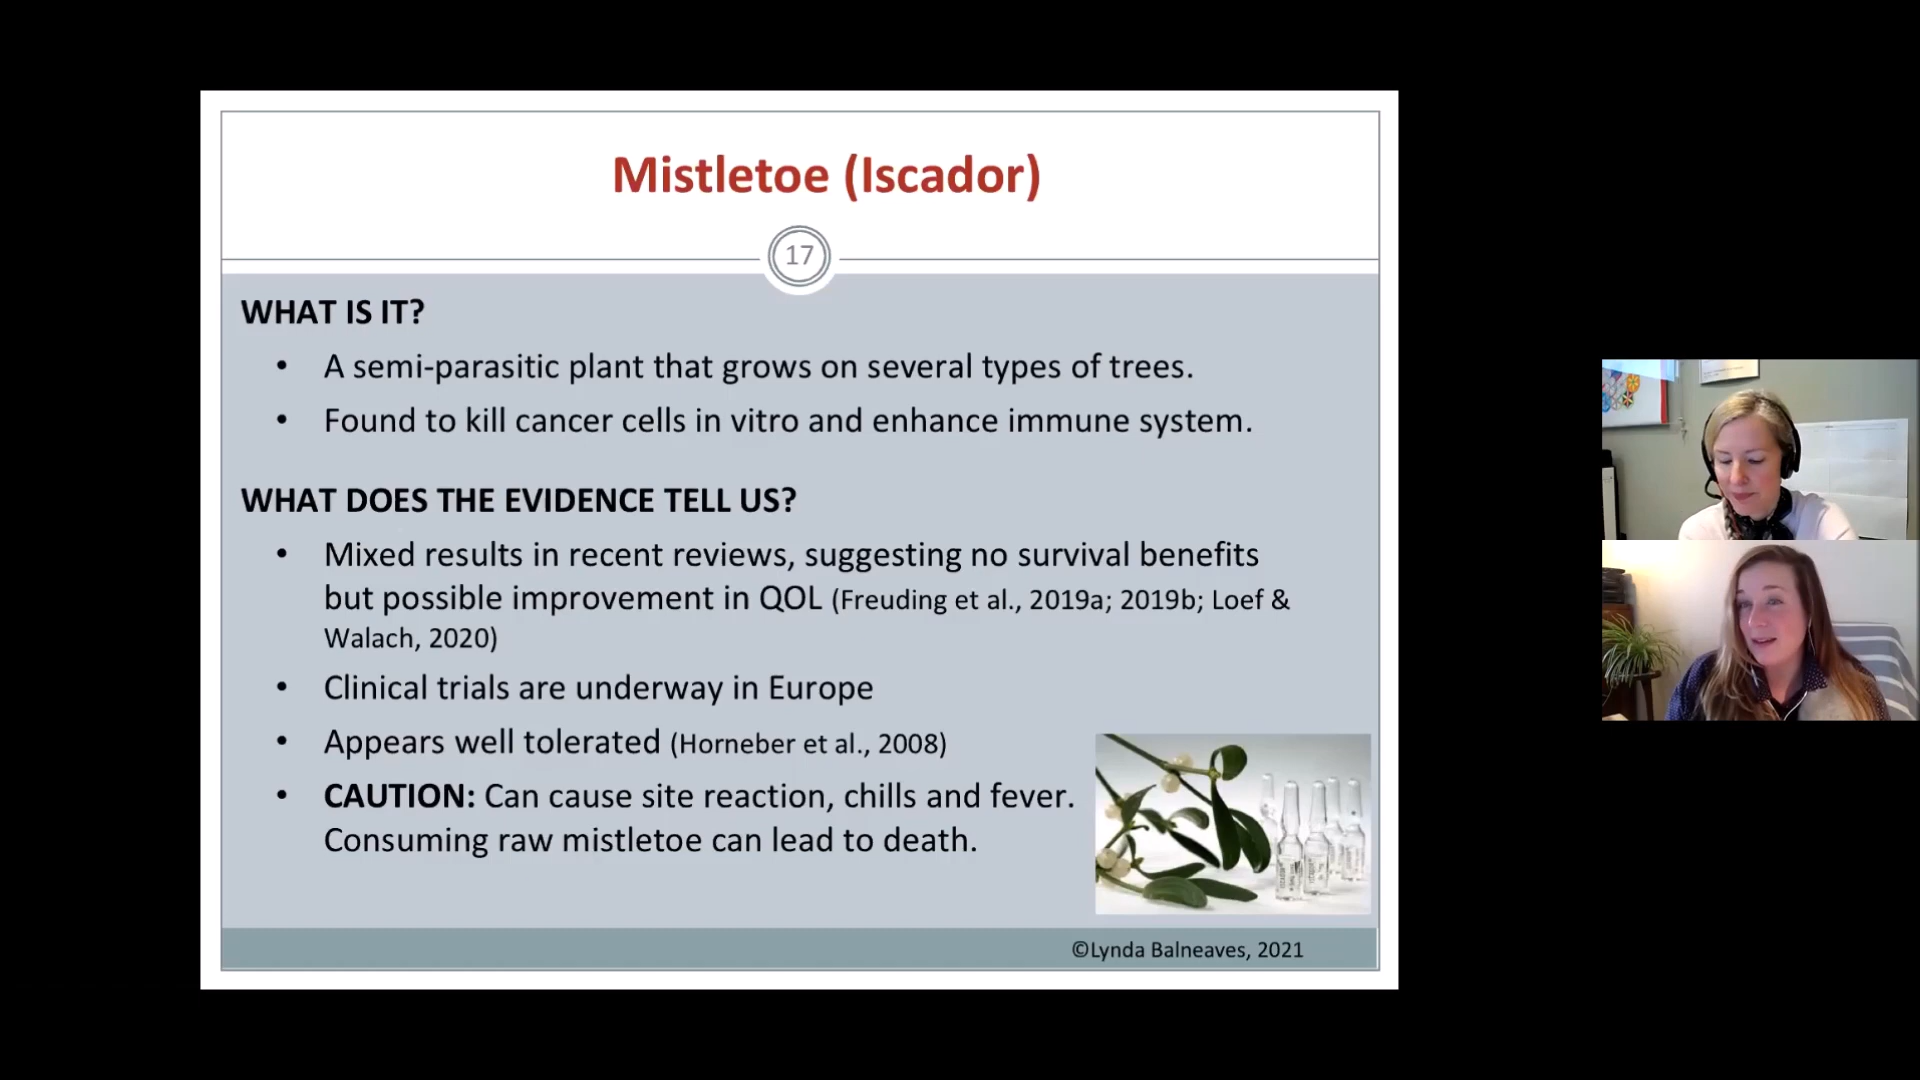 Mistletoe (Iscador)
17
WHAT IS IT?
• A semi-parasitic plant that grows on several types of trees.
• Found to kill cancer cells in vitro and enhance immune system.
WHAT DOES THE EVIDENCE TELL US?
• Mixed results in recent reviews, suggesting no survival benefits
but possible improvement in QOL (Freuding et al., 2019a; 2019b; Loef &
Walach, 2020)
• Clinical trials are underway in Europe
• Appears well tolerated (Horneber et al., 2008)
• CAUTION: Can cause site reaction, chills and fever.
Consuming raw mistletoe can lead to death.
©Lynda Balneaves, 2021